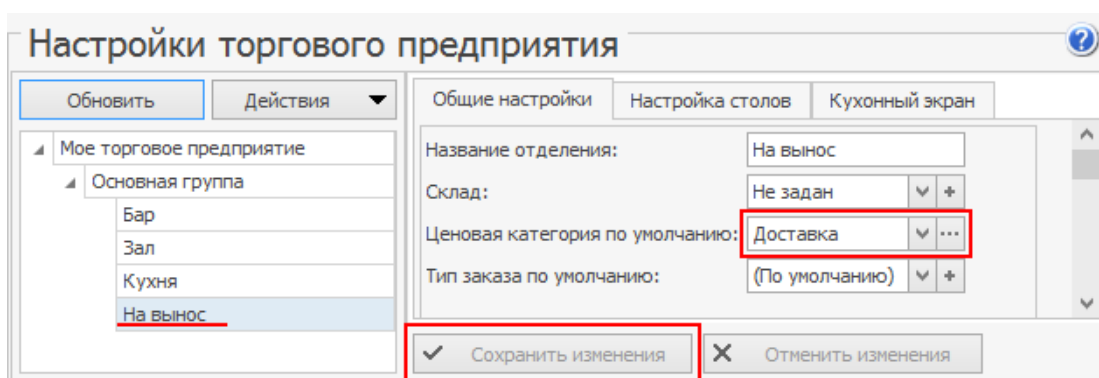 Настройки торгового предприятия
Обновить
Действия
Мое торговое предприятие
Основная группа
Бар
Зал
Кухня
На вынос
Общие настройки
Настройка столов
Кухонный экран
Название отделения: На вынос
Склад: Не задан
Ценовая категория по умолчанию: Доставка
Тип заказа по умолчанию: (По умолчанию)
Сохранить изменения
Отменить изменения